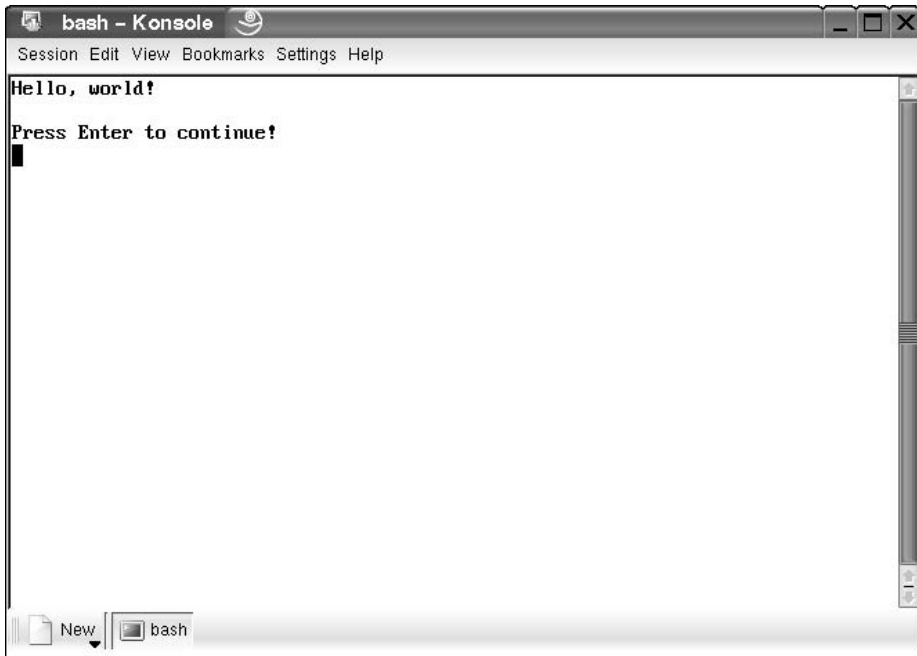 bash – Konsole
Session Edit View Bookmarks Settings Help
Hello, world!
Press Enter to continue!
New bash